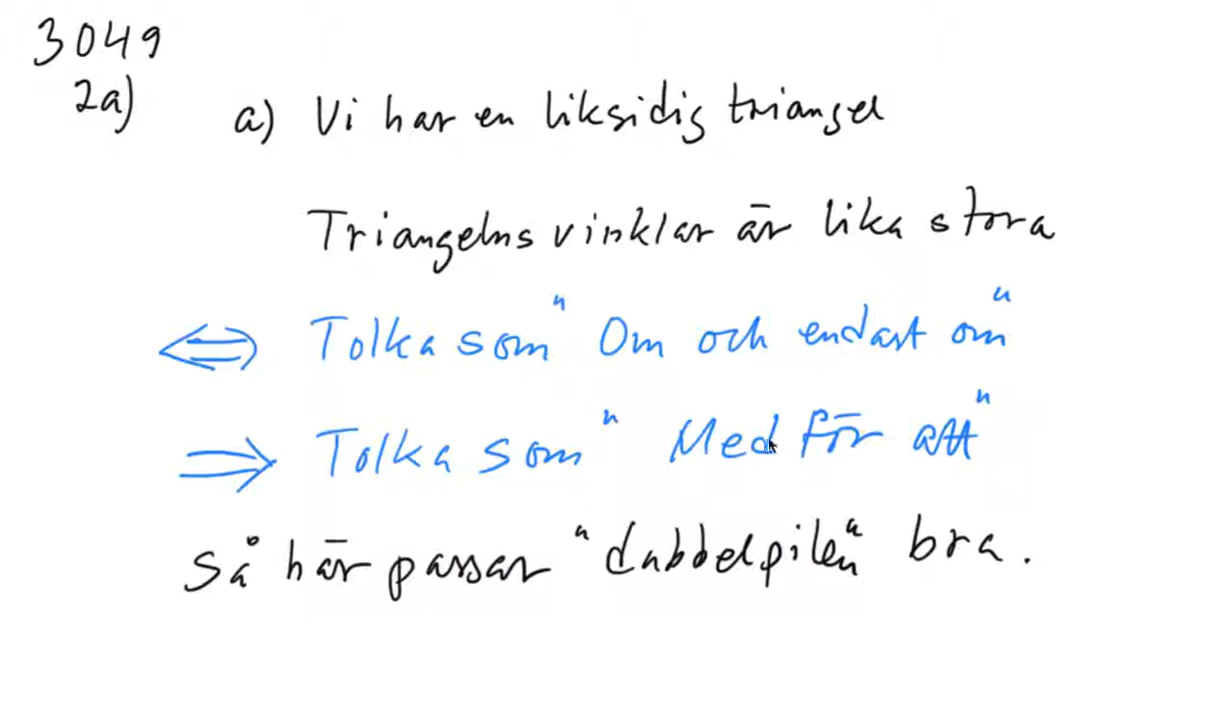 3049
2a)
a) Vi har en liksidig triangel
Triangelns vinklar är lika stora
⇔ Tolka som "Om och endast om"
⇒ Tolka som "Medför att"
Så här passar "dubbelpilen" bra.